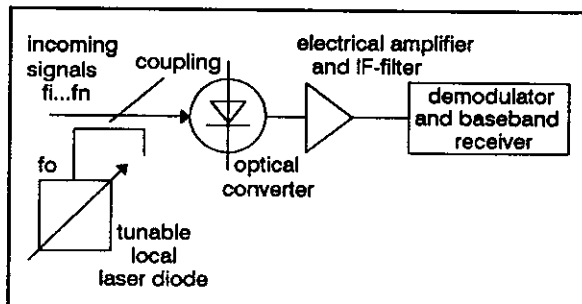 incoming
signals
fi...fn
coupling
electrical amplifier
and IF-filter
demodulator
and baseband
receiver
optical
converter
fo
tunable
local
laser diode